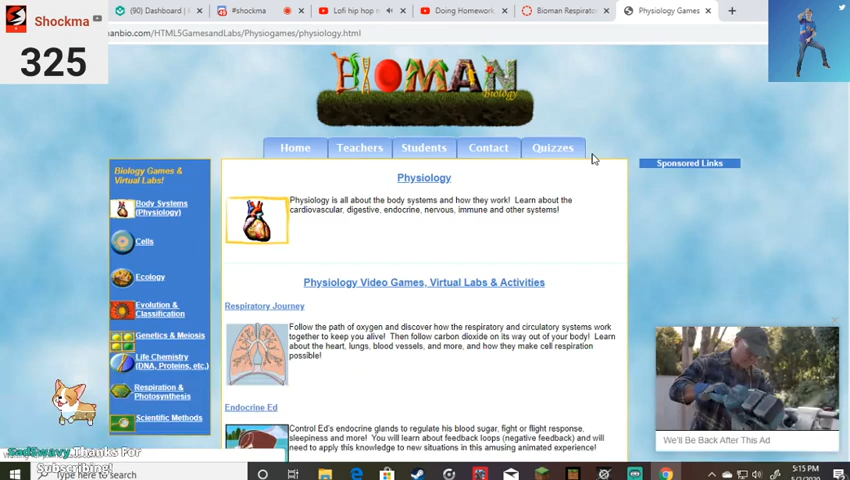 Shockma
325
(90) Dashboard | K
#shockma
Lofi hip hop m
Doing Homework
Bioman Respirato
Physiology Games
anbio.com/HTML5GamesandLabs/Physiogames/physiology.html
BIOMAN
Biology
Home
Teachers
Students
Contact
Quizzes
Biology Games &
Virtual Labs!
Body Systems
(Physiology)
Cells
Ecology
Evolution &
Classification
Genetics & Meiosis
Life Chemistry
(DNA, Proteins, etc.)
Respiration &
Photosynthesis
Scientific Methods
Physiology
Physiology is all about the body systems and how they work! Learn about the
cardiovascular, digestive, endocrine, nervous, immune and other systems!
Physiology Video Games, Virtual Labs & Activities
Respiratory Journey
Follow the path of oxygen and discover how the respiratory and circulatory systems work
together to keep you alive! Then follow carbon dioxide on its way out of your body! Learn
about the heart, lungs, blood vessels, and more, and how they make cell respiration
possible!
Endocrine Ed
Control Ed's endocrine glands to regulate his blood sugar, fight or flight response,
sleepiness and more! You will learn about feedback loops (negative feedback) and will
need to apply this knowledge to new situations in this amusing animated experience!
Sponsored Links
We'll Be Back After This Ad
SadSwavy Thanks For
Subscribing!
Type here to search
5:15 PM